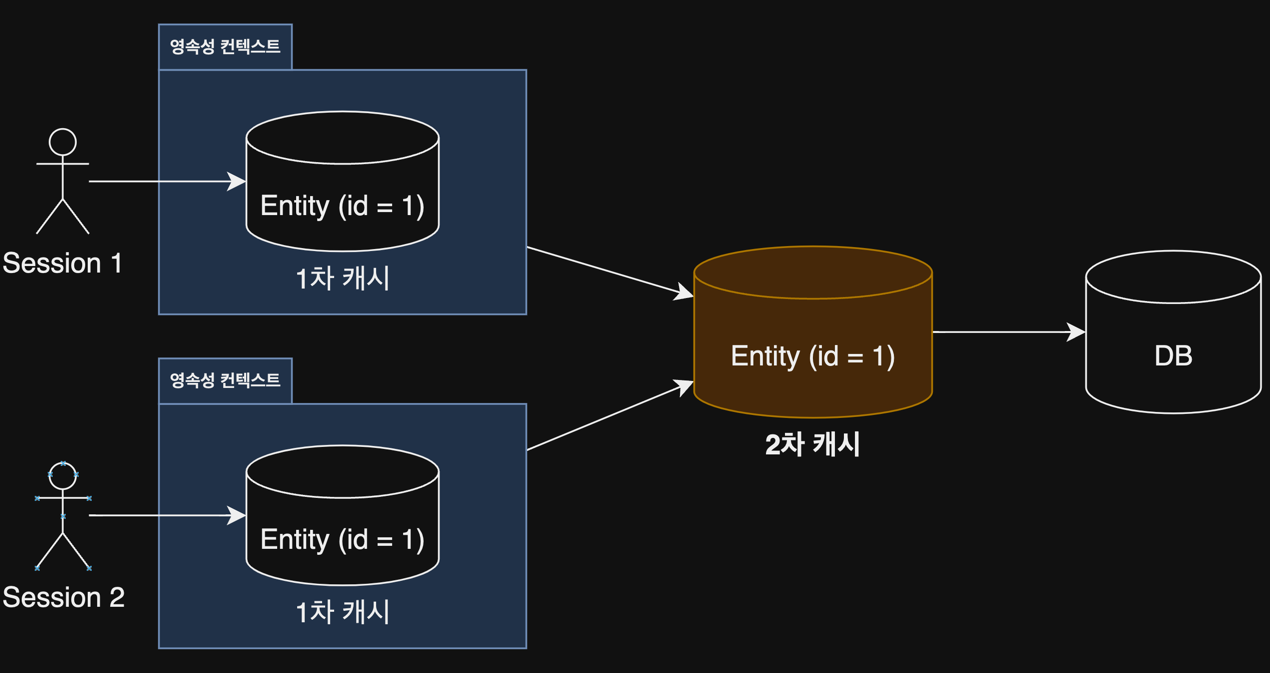 영속성 컨텍스트
Entity (id = 1)
1차 캐시
Session 1
영속성 컨텍스트
Entity (id = 1)
1차 캐시
Session 2
Entity (id = 1)
2차 캐시
DB